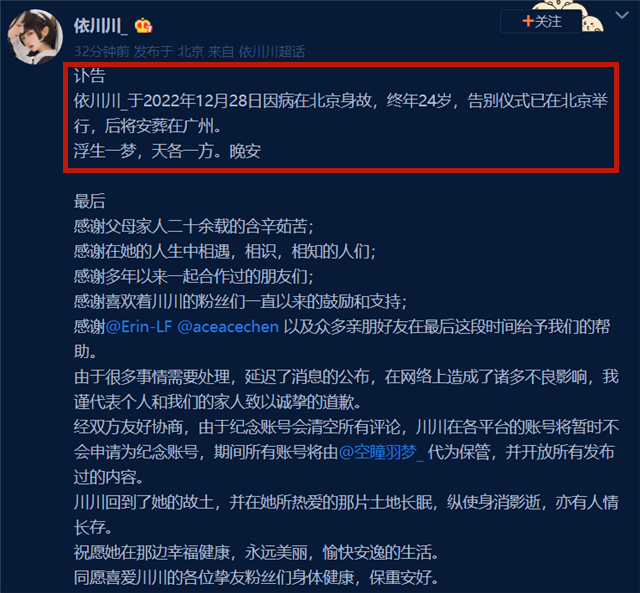 依川川_
+关注
32分钟前 发布于 北京 来自 依川川超话
讣告
依川川_于2022年12月28日因病在北京身故，终年24岁，告别仪式已在北京举
行，后将安葬在广州。
浮生一梦，天各一方。晚安
最后
感谢父母家人二十余载的含辛茹苦；
感谢在她的人生中相遇，相识，相知的人们；
感谢多年以来一起合作过的朋友们；
感谢喜欢着川川的粉丝们一直以来的鼓励和支持；
感谢@Erin-LF @aceacechen 以及众多亲朋好友在最后这段时间给予我们的帮
助。
由于很多事情需要处理，延迟了消息的公布，在网络上造成了诸多不良影响，我
谨代表个人和我们的家人致以诚挚的道歉。
经双方友好协商，由于纪念账号会清空所有评论，川川在各平台的账号将暂时不
会申请为纪念账号，期间所有账号将由@空瞳羽梦_ 代为保管，并开放所有发布
过的内容。
川川回到了她的故土，并在她所热爱的那片土地长眠，纵使身消影逝，亦有人情
长存。
祝愿她在那边幸福健康，永远美丽，愉快安逸的生活。
同愿喜爱川川的各位挚友粉丝们身体健康，保重安好。